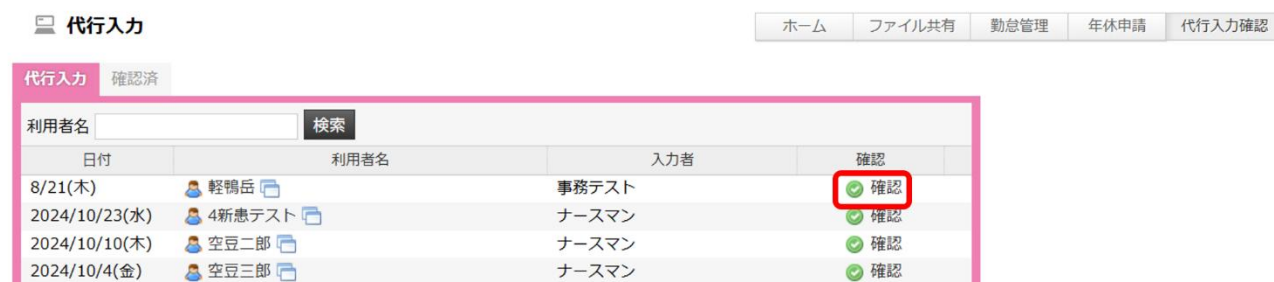 代行入力
ホーム ファイル共有 勤怠管理 年休申請 代行入力確認
代行入力 確認済
利用者名 検索
日付 利用者名 入力者 確認
8/21(木) 軽鴨岳 事務テスト 確認
2024/10/23(水) 4新患テスト ナースマン 確認
2024/10/10(木) 空豆二郎 ナースマン 確認
2024/10/4(金) 空豆三郎 ナースマン 確認